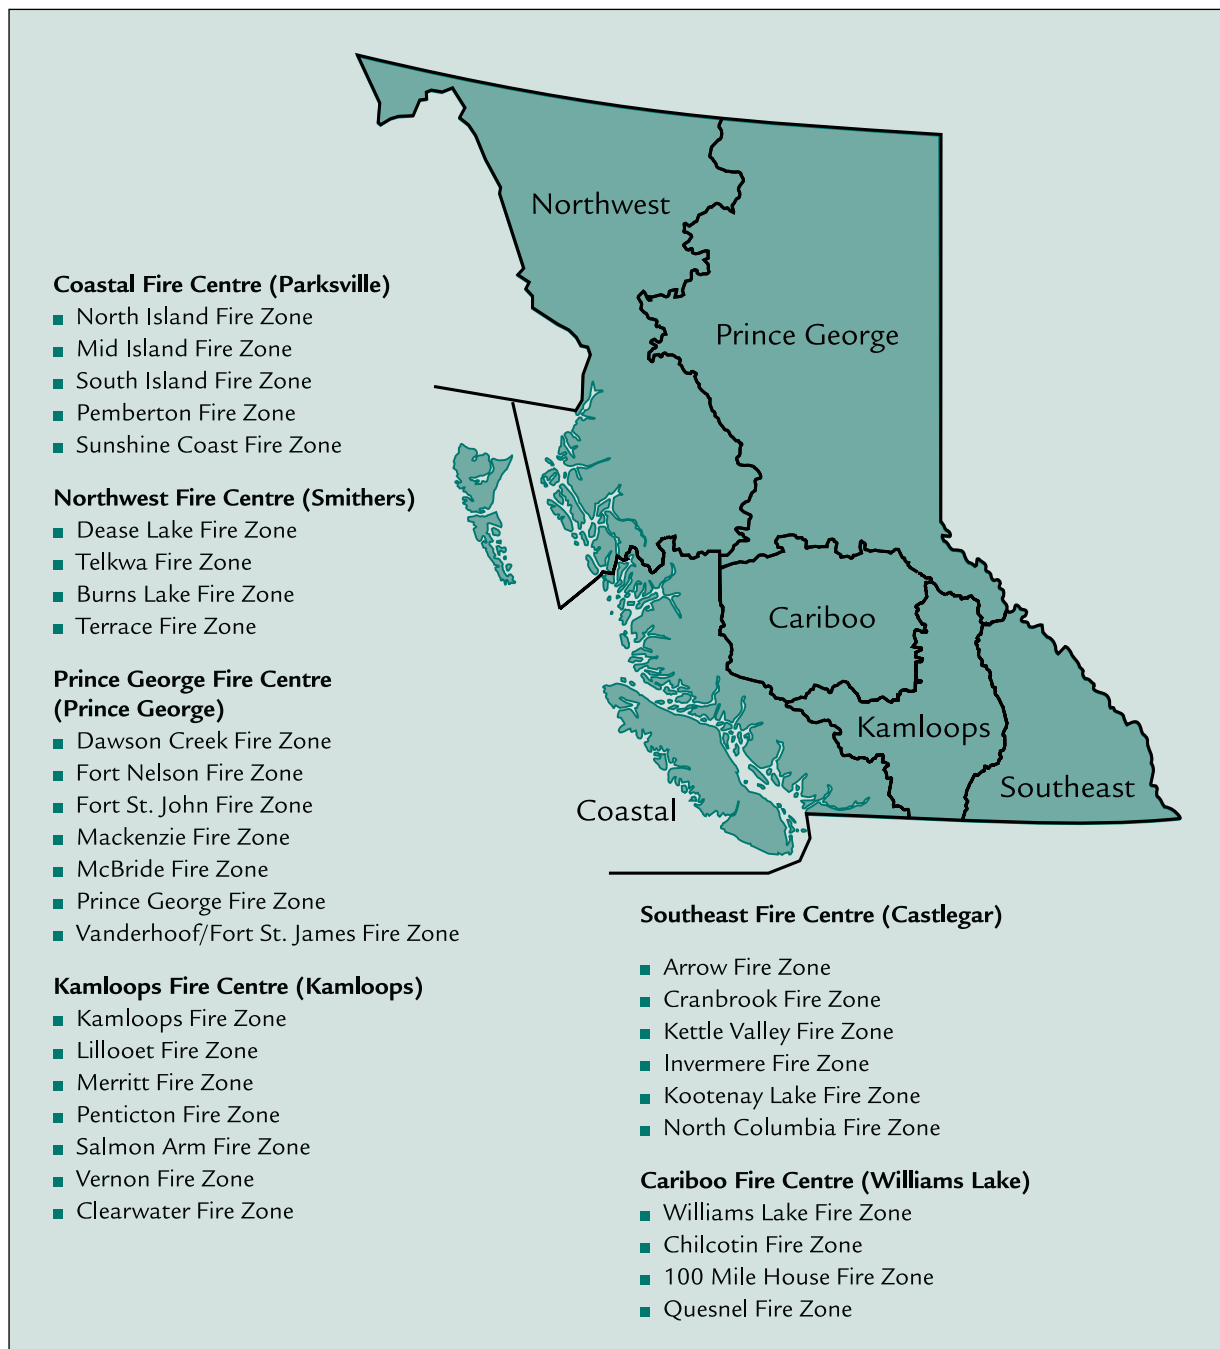 Northwest
Prince George
Cariboo
Kamloops
Southeast
Coastal
Coastal Fire Centre (Parksville)
North Island Fire Zone
Mid Island Fire Zone
South Island Fire Zone
Pemberton Fire Zone
Sunshine Coast Fire Zone
Northwest Fire Centre (Smithers)
Dease Lake Fire Zone
Telkwa Fire Zone
Burns Lake Fire Zone
Terrace Fire Zone
Prince George Fire Centre
(Prince George)
Dawson Creek Fire Zone
Fort Nelson Fire Zone
Fort St. John Fire Zone
Mackenzie Fire Zone
McBride Fire Zone
Prince George Fire Zone
Vanderhoof/Fort St. James Fire Zone
Kamloops Fire Centre (Kamloops)
Kamloops Fire Zone
Lillooet Fire Zone
Merritt Fire Zone
Penticton Fire Zone
Salmon Arm Fire Zone
Vernon Fire Zone
Clearwater Fire Zone
Southeast Fire Centre (Castlegar)
Arrow Fire Zone
Cranbrook Fire Zone
Kettle Valley Fire Zone
Invermere Fire Zone
Kootenay Lake Fire Zone
North Columbia Fire Zone
Cariboo Fire Centre (Williams Lake)
Williams Lake Fire Zone
Chilcotin Fire Zone
100 Mile House Fire Zone
Quesnel Fire Zone